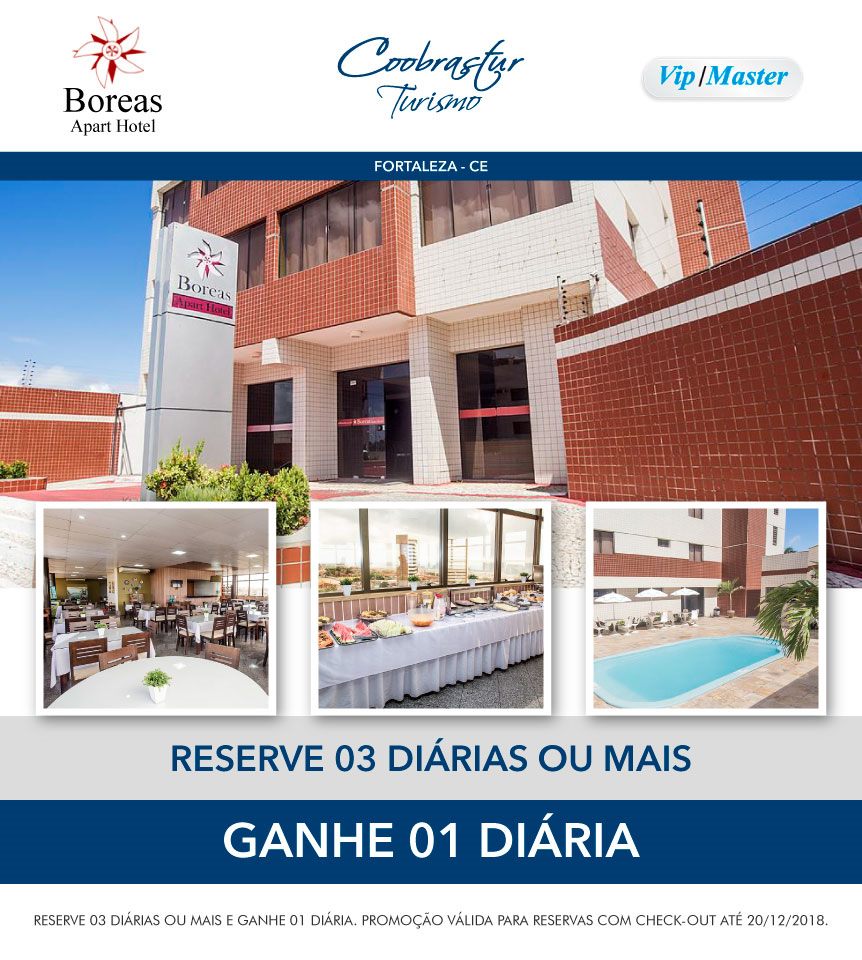 Boreas
Apart Hotel
Coobrastur
Turismo
Vip/Master
FORTALEZA - CE
Boreas
Apart Hotel
Boreas
RESERVE 03 DIÁRIAS OU MAIS
GANHE 01 DIÁRIA
RESERVE 03 DIÁRIAS OU MAIS E GANHE 01 DIÁRIA. PROMOÇÃO VÁLIDA PARA RESERVAS COM CHECK-OUT ATÉ 20/12/2018.